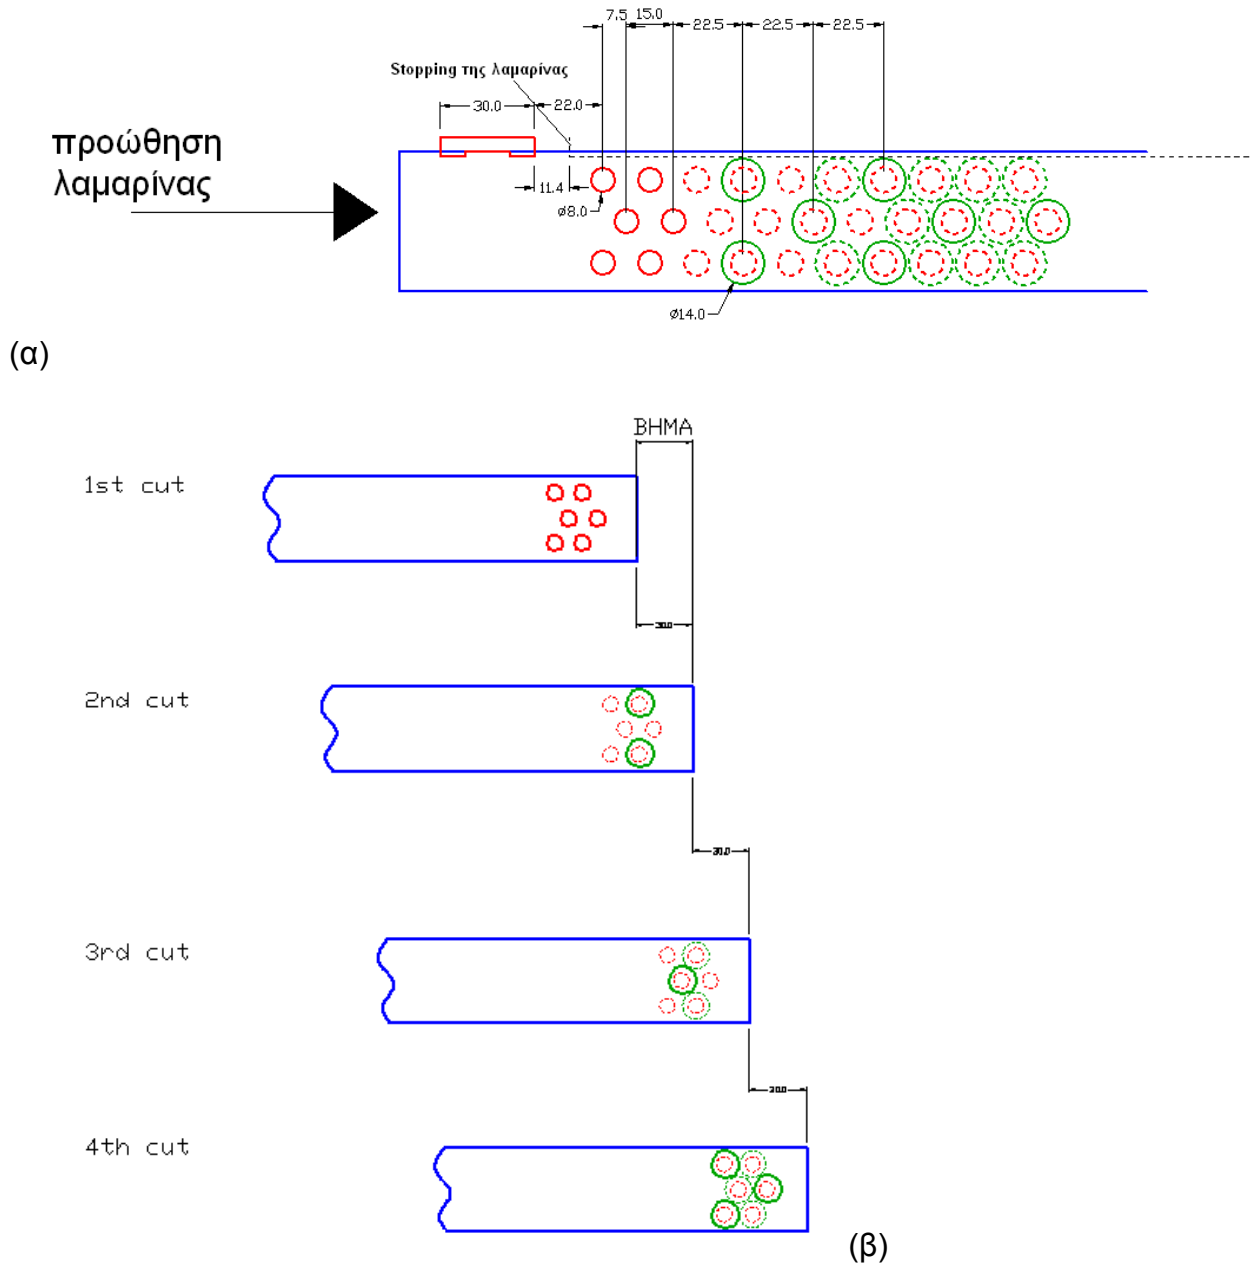 7.5 15.0 22.5 22.5 22.5
Stopping της λαμαρίνας
30.0 22.0
προώθηση
λαμαρίνας
11.4
ø8.0
ø14.0
(α)
BHMA
1st cut
30.0
2nd cut
30.0
3rd cut
30.0
4th cut
(β)